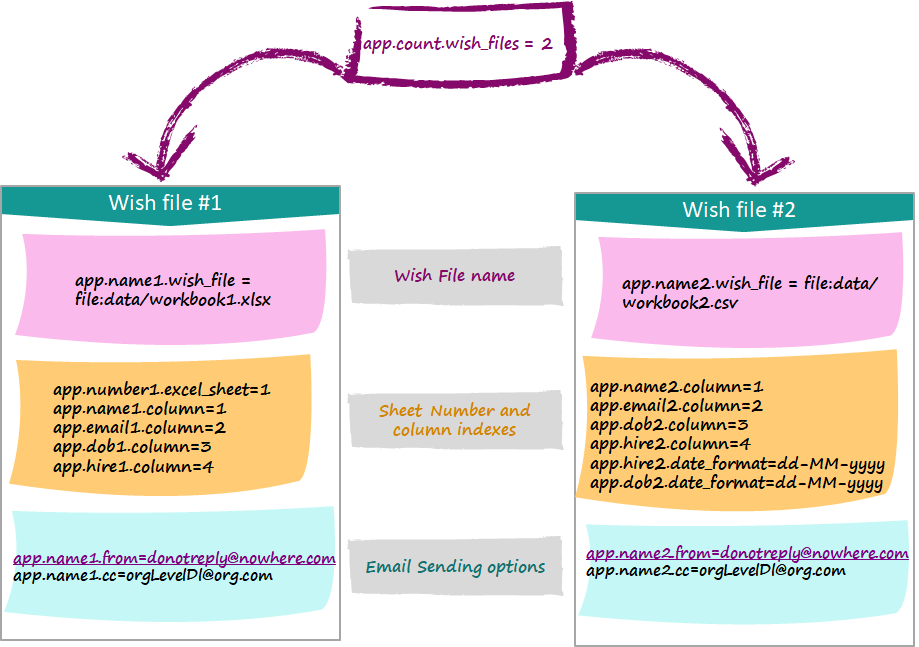 app.count.wish_files = 2
Wish file #1
app.name1.wish_file =
file:data/workbook1.xlsx
app.number1.excel_sheet=1
app.name1.column=1
app.email1.column=2
app.dob1.column=3
app.hire1.column=4
app.name1.from=donotreply@nowhere.com
app.name1.cc=orgLevelDl@org.com
Wish File name
Sheet Number and
column indexes
Email Sending options
Wish file #2
app.name2.wish_file = file:data/
workbook2.csv
app.name2.column=1
app.email2.column=2
app.dob2.column=3
app.hire2.column=4
app.hire2.date_format=dd-MM-yyyy
app.dob2.date_format=dd-MM-yyyy
app.name2.from=donotreply@nowhere.com
app.name2.cc=orgLevelDl@org.com